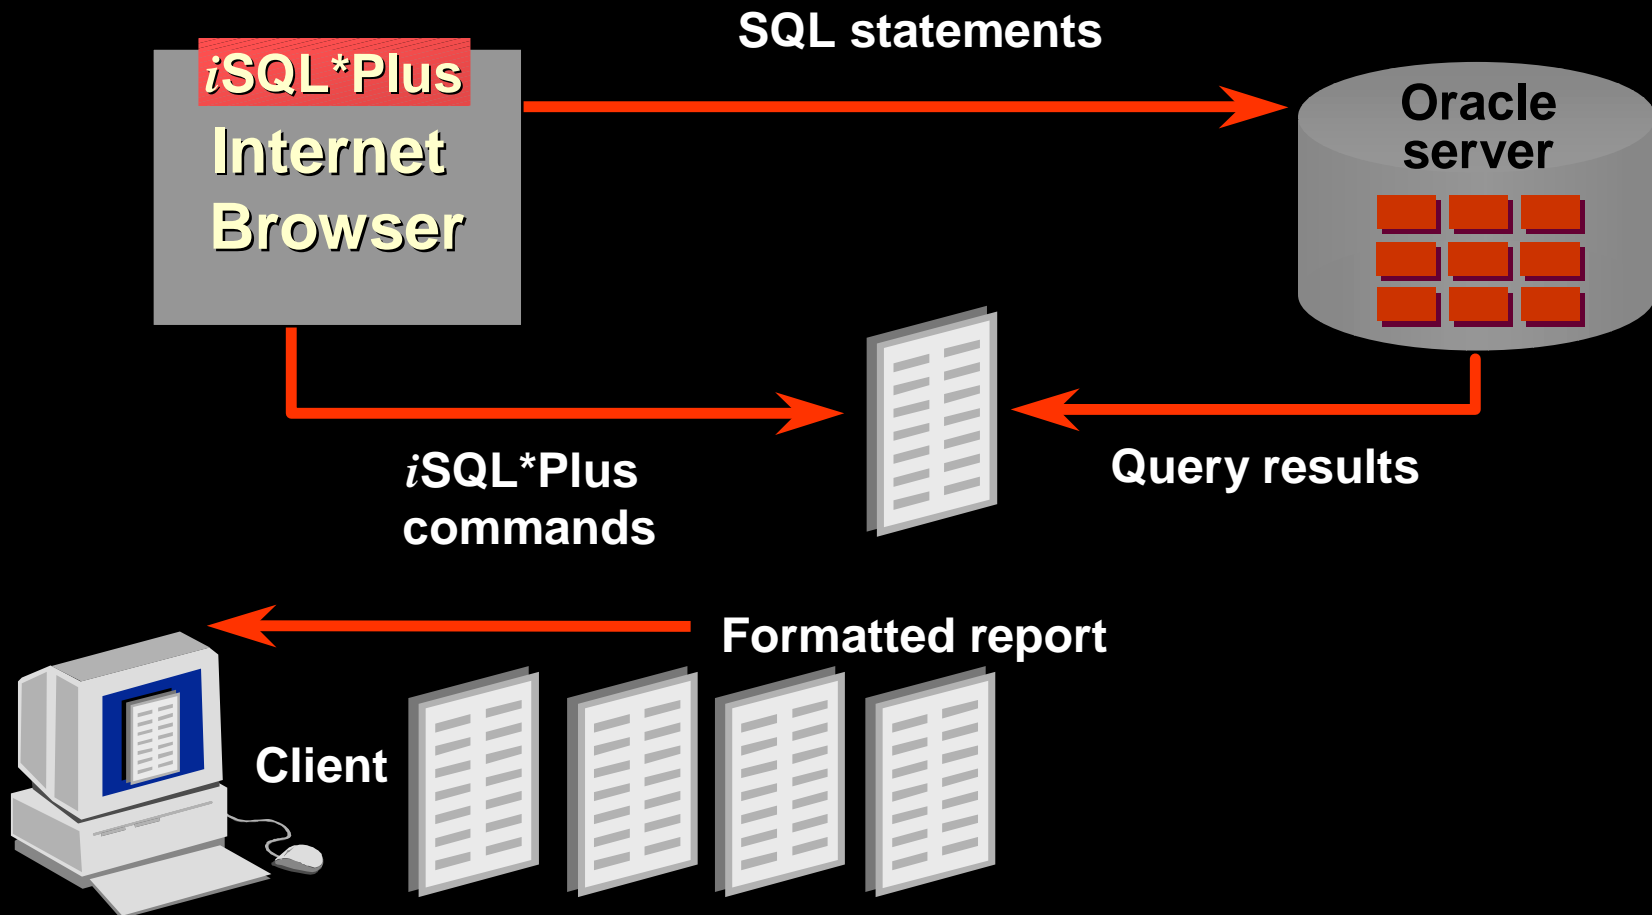 SQL statements
iSQL*Plus
Internet
Browser
Oracle
server
iSQL*Plus
commands
Query results
Formatted report
Client